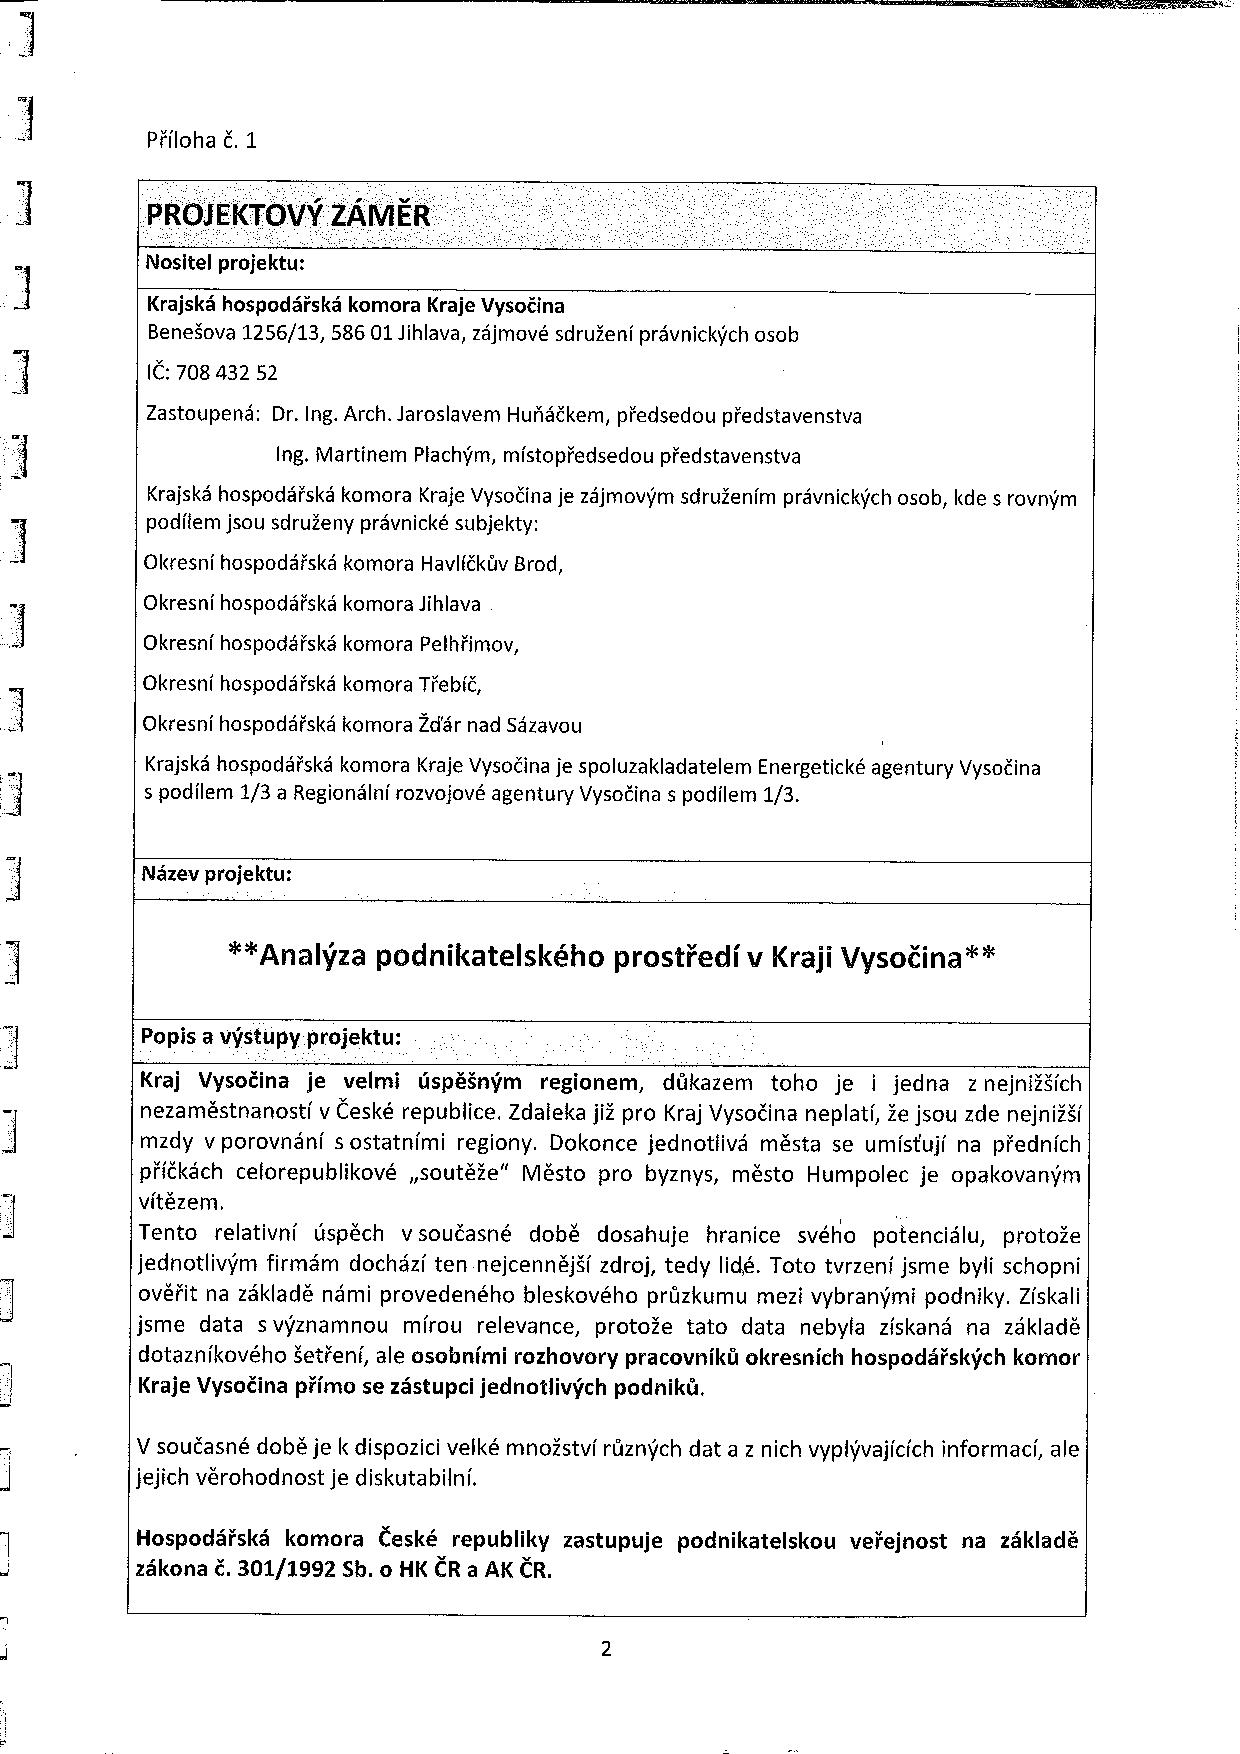 Příloha č. 1
PROJEKTOVÝ ZÁMĚR
Nositel projektu:
Krajská hospodářská komora Kraje Vysočina
Benešova 1256/13, 586 01 Jihlava, zájmové sdružení právnických osob
IČ: 708 432 52
Zastoupená: Dr. Ing. Arch. Jaroslavem Huňáčkem, předsedou představenstva
Ing. Martinem Plachým, místopředsedou představenstva
Krajská hospodářská komora Kraje Vysočina je zájmovým sdružením právnických osob, kde s rovným
podílem jsou sdruženy právnické subjekty:
Okresní hospodářská komora Havlíčkův Brod,
Okresní hospodářská komora Jihlava
Okresní hospodářská komora Pelhřimov,
Okresní hospodářská komora Třebíč,
Okresní hospodářská komora Žďár nad Sázavou
Krajská hospodářská komora Kraje Vysočina je spoluzakladatelem Energetické agentury Vysočina
s podílem 1/3 a Regionální rozvojové agentury Vysočina s podílem 1/3.
Název projektu:
**Analýza podnikatelského prostředí v Kraji Vysočina**
Popis a výstupy projektu:
Kraj Vysočina je velmi úspěšným regionem, důkazem toho je i jedna z nejnižších
nezaměstnaností v České republice. Zdaleka již pro Kraj Vysočina neplatí, že jsou zde nejnižší
mzdy v porovnání s ostatními regiony. Dokonce jednotlivá města se umísťují na předních
příčkách celorepublikové „soutěže" Město pro byznys, město Humpolec je opakovaným
vítězem.
Tento relativní úspěch v současné době dosahuje hranice svého potenciálu, protože
jednotlivým firmám dochází ten nejcennější zdroj, tedy lidé. Toto tvrzení jsme byli schopni
ověřit na základě námi provedeného bleskového průzkumu mezi vybranými podniky. Získali
jsme data s významnou mírou relevance, protože tato data nebyla získaná na základě
dotazníkového šetření, ale osobními rozhovory pracovníků okresních hospodářských komor
Kraje Vysočina přímo se zástupci jednotlivých podniků.
V současné době je k dispozici velké množství různých dat a z nich vyplývajících informací, ale
jejich věrohodnost je diskutabilní.
Hospodářská komora České republiky zastupuje podnikatelskou veřejnost na základě
zákona č. 301/1992 Sb. o HK ČR a AK ČR.
2